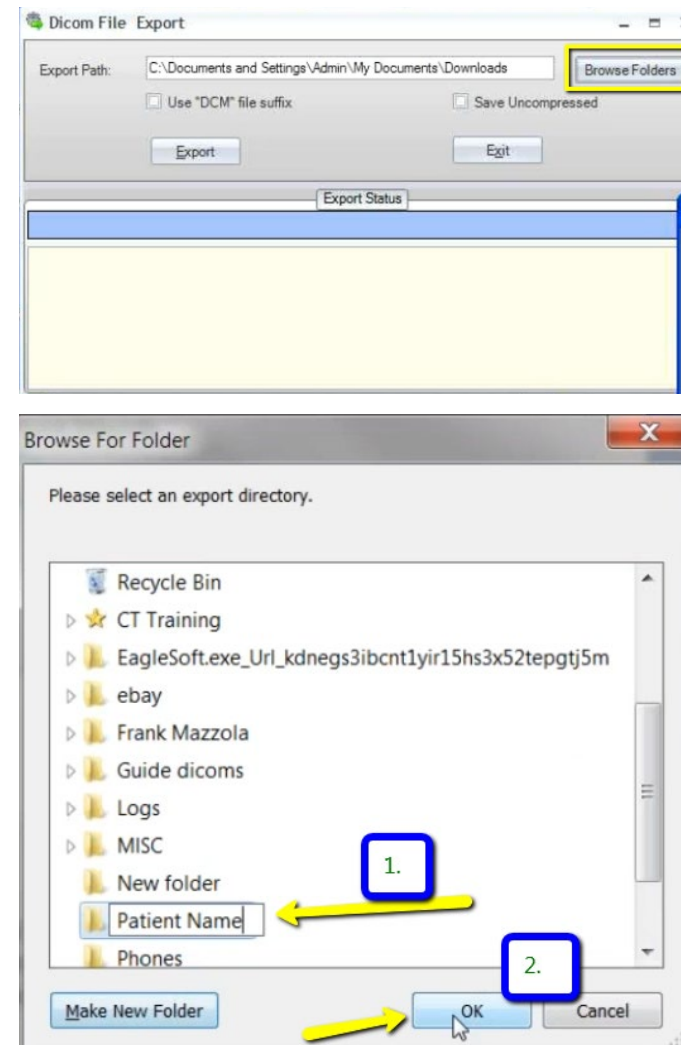 Dicom File Export
Export Path: C:\Documents and Settings\Admin\My Documents\Downloads Browse Folders
Use "DCM" file suffix Save Uncompressed
Export Exit
Export Status
Browse For Folder
Please select an export directory.
Recycle Bin
CT Training
EagleSoft.exe_Url_kdnegs3ibcnt1yir15hs3x52tepgtj5m
ebay
Frank Mazzola
Guide dicoms
Logs
MISC
1.
New folder
Patient Name
Phones
2.
Make New Folder OK Cancel